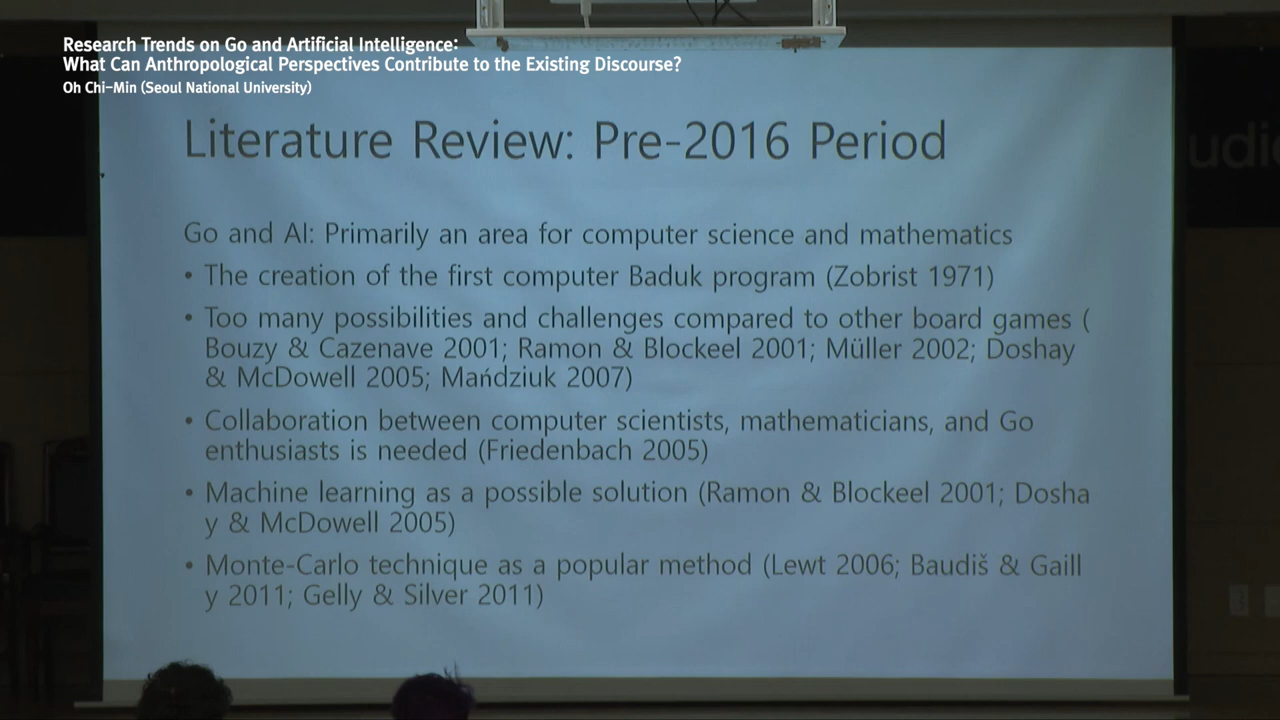 Research Trends on Go and Artificial Intelligence:
What Can Anthropological Perspectives Contribute to the Existing Discourse?
Oh Chi-Min (Seoul National University)
Literature Review: Pre-2016 Period
Go and AI: Primarily an area for computer science and mathematics
• The creation of the first computer Baduk program (Zobrist 1971)
• Too many possibilities and challenges compared to other board games (
Bouzy & Cazenave 2001; Ramon & Blockeel 2001; Müller 2002; Doshay
& McDowell 2005; Mańdziuk 2007)
• Collaboration between computer scientists, mathematicians, and Go
enthusiasts is needed (Friedenbach 2005)
• Machine learning as a possible solution (Ramon & Blockeel 2001; Dosha
y & McDowell 2005)
• Monte-Carlo technique as a popular method (Lewt 2006; Baudiš & Gaill
y 2011; Gelly & Silver 2011)